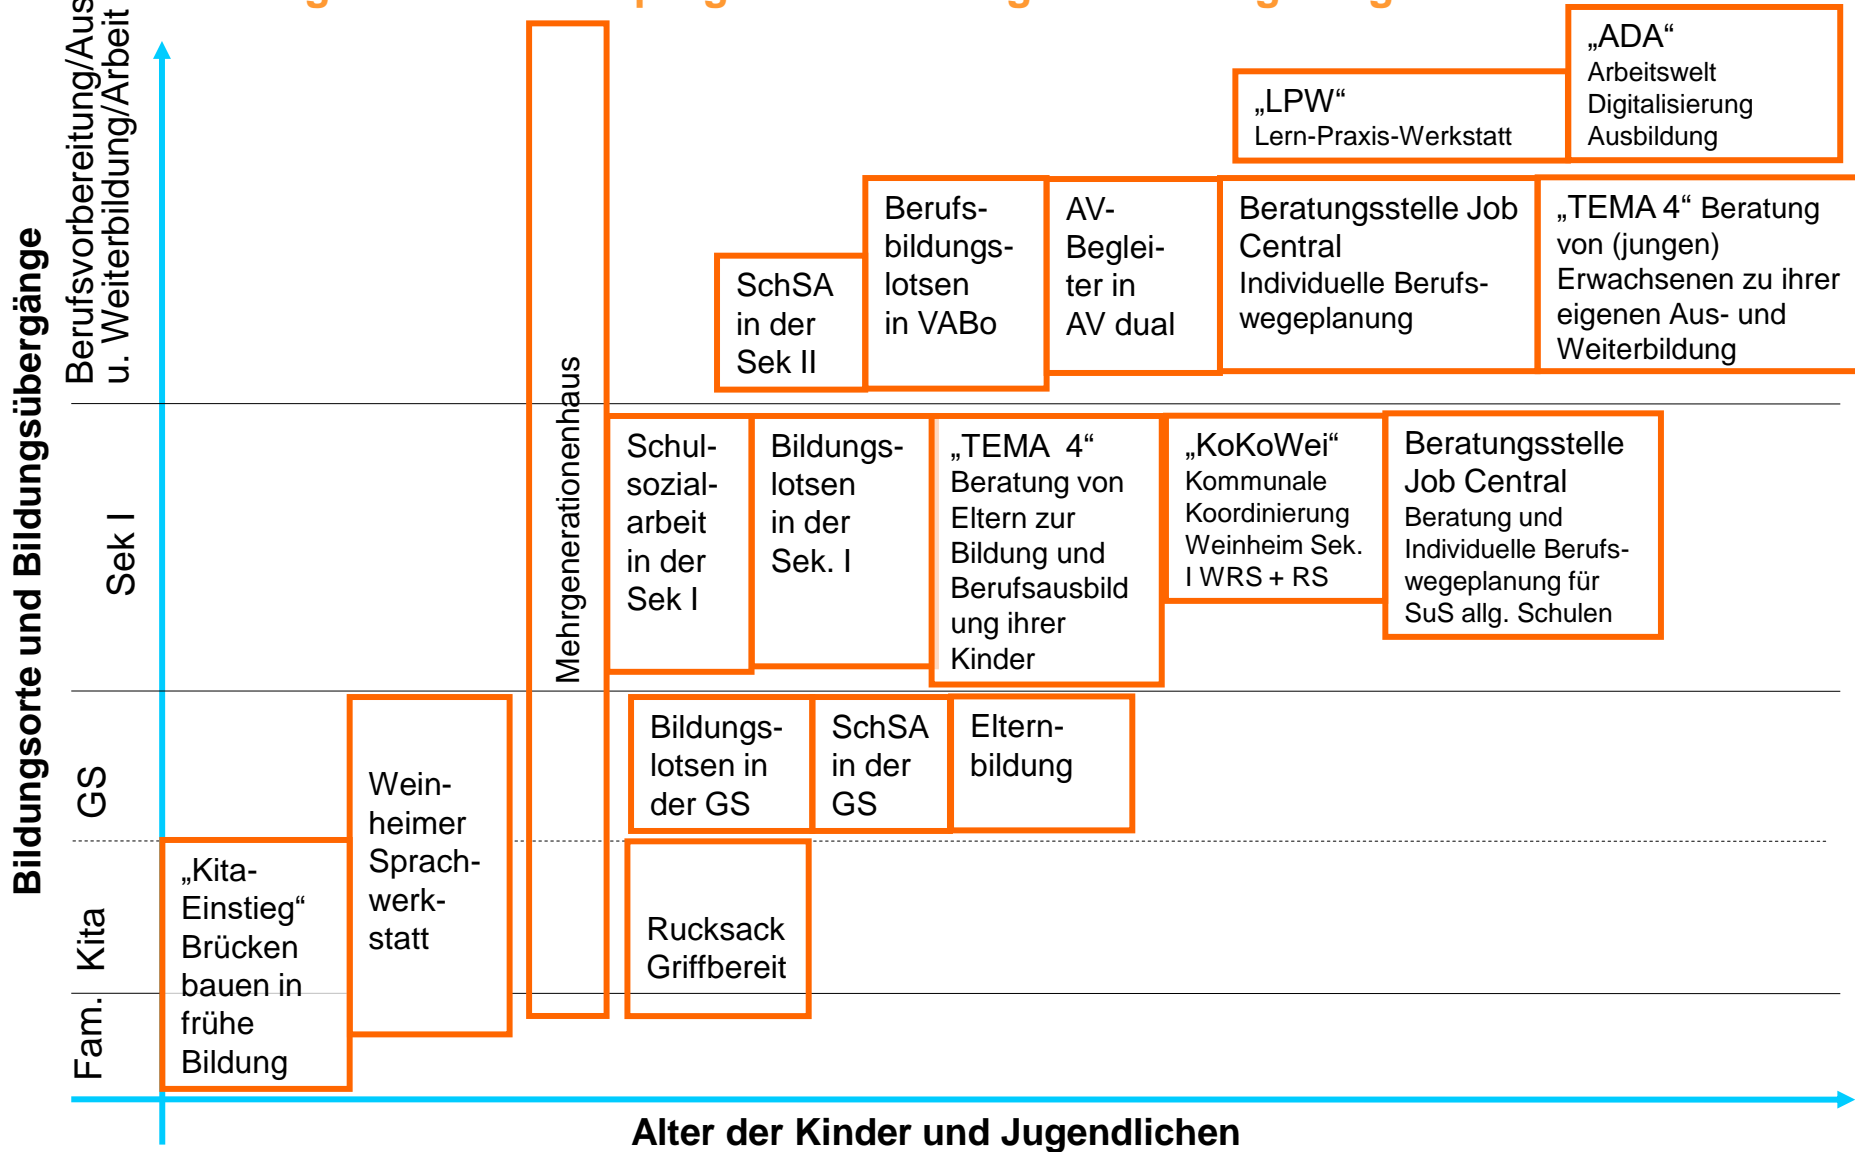 Berufsvorbereitung/Aus
u. Weiterbildung/Arbeit
Bildungsorte und Bildungsübergänge
Sek I
GS
Kita
Fam.
„ADA“
Arbeitswelt
Digitalisierung
Ausbildung
„LPW“
Lern-Praxis-Werkstatt
SchSA
in der
Sek II
Berufs-
bildungs-
lotsen
in VABo
AV-
Beglei-
ter in
AV dual
Beratungsstelle Job
Central
Individuelle Berufs-
wegeplanung
„TEMA 4“ Beratung
von (jungen)
Erwachsenen zu ihrer
eigenen Aus- und
Weiterbildung
Mehrgenerationenhaus
Schul-
sozial-
arbeit
in der
Sek I
Bildungs-
lotsen
in der
Sek. I
„TEMA 4“
Beratung von
Eltern zur
Bildung und
Berufsausbild
ung ihrer
Kinder
„KoKoWei“
Kommunale
Koordinierung
Weinheim Sek.
I WRS + RS
Beratungsstelle
Job Central
Beratung und
Individuelle Berufs-
wegeplanung für
SuS allg. Schulen
Bildungs-
lotsen in
der GS
SchSA
in der
GS
Eltern-
bildung
Wein-
heimer
Sprach-
werk-
statt
„Kita-
Einstieg“
Brücken
bauen in
frühe
Bildung
Rucksack
Griffbereit
Alter der Kinder und Jugendlichen